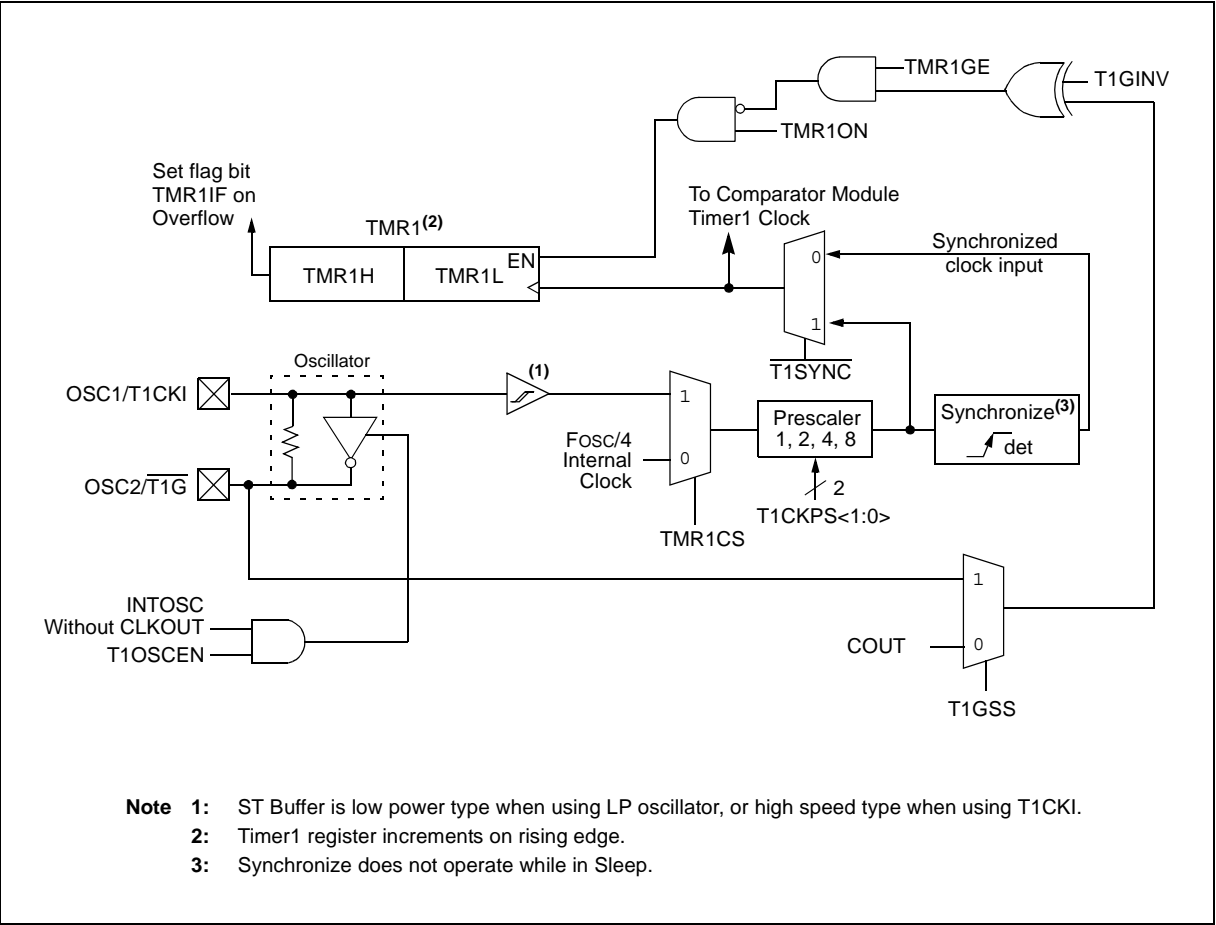 TMR1GE
T1GINV
TMR1ON
Set flag bit
TMR1IF on
Overflow
To Comparator Module
Timer1 Clock
TMR1(2)
EN
TMR1H
TMR1L
0
Synchronized
clock input
1
T1SYNC
Oscillator
(1)
OSC1/T1CKI
1
Prescaler
1, 2, 4, 8
Synchronize(3)
det
FOSC/4
Internal
Clock
0
OSC2/T1G
2
T1CKPS<1:0>
TMR1CS
1
INTOSC
Without CLKOUT
T1OSCEN
COUT
0
T1GSS
Note 1: ST Buffer is low power type when using LP oscillator, or high speed type when using T1CKI.
2: Timer1 register increments on rising edge.
3: Synchronize does not operate while in Sleep.